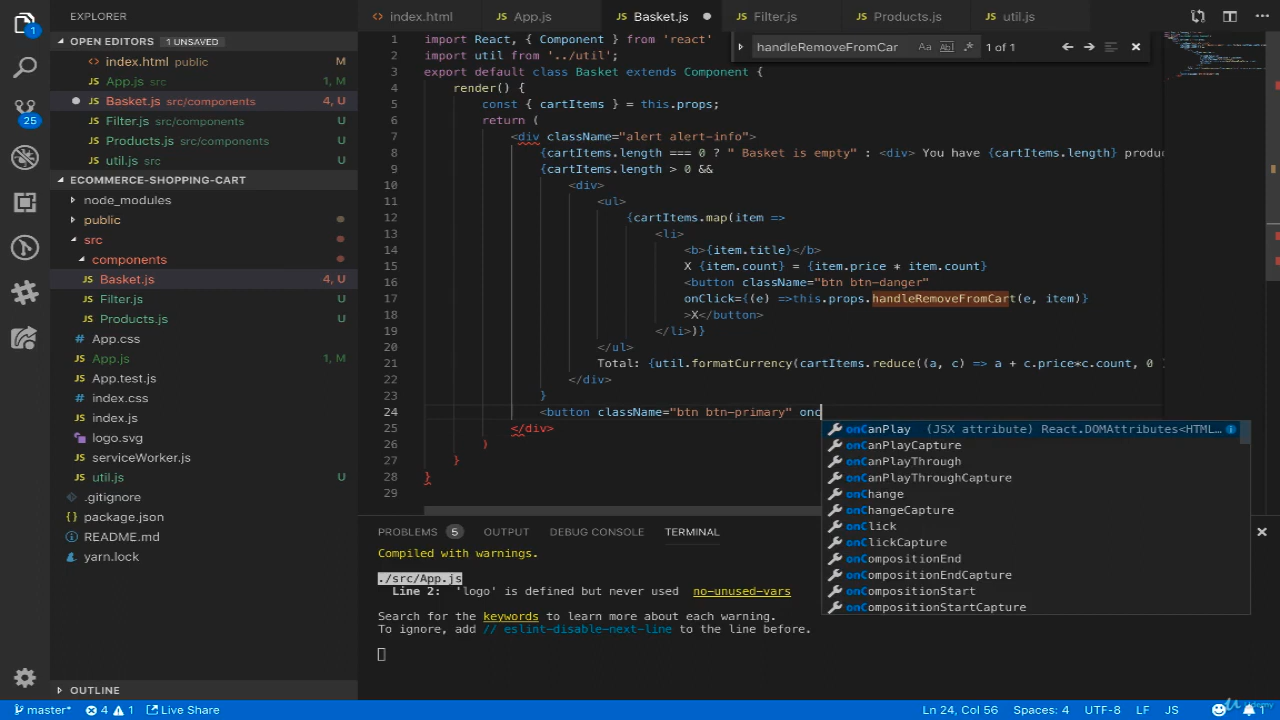 EXPLORER
OPEN EDITORS 1 UNSAVED
index.html public M
App.js src 1, M
Basket.js src/components 4, U
Filter.js src/components U
Products.js src/components U
util.js src U
ECOMMERCE-SHOPPING-CART
node_modules
public
src
components
Basket.js 4, U
Filter.js U
Products.js U
App.css
App.js 1, M
App.test.js
index.css
index.js
logo.svg
serviceWorker.js
util.js U
.gitignore
package.json
README.md
yarn.lock
OUTLINE
1
25
index.html App.js Basket.js Filter.js Products.js util.js
handleRemoveFromCar Aa Abl .* 1 of 1
1 import React, { Component } from 'react'
2 import util from '../util';
3 export default class Basket extends Component {
4 render() {
5 const { cartItems } = this.props;
6 return (
7 <div className="alert alert-info">
8 {cartItems.length === 0 ? " Basket is empty" : <div> You have {cartItems.length} produc
9 {cartItems.length > 0 &&
10 <div>
11 <ul>
12 {cartItems.map(item =>
13 <li>
14 <b>{item.title}</b>
15 X {item.count} = {item.price * item.count}
16 <button className="btn btn-danger"
17 onClick={(e) =>this.props.handleRemoveFromCart(e, item)}
18 >X</button>
19 </li>)}
20 </ul>
21 Total: {util.formatCurrency(cartItems.reduce((a, c) => a + c.price*c.count, 0 )
22 </div>
23 }
24 <button className="btn btn-primary" onc
25 </div>
26 )
27 }
28 }
29
onCanPlay (JSX attribute) React.DOMAttributes<HTML...
onCanPlayCapture
onCanPlayThrough
onCanPlayThroughCapture
onChange
onChangeCapture
onClick
onClickCapture
onCompositionEnd
onCompositionEndCapture
onCompositionStart
onCompositionStartCapture
PROBLEMS 5 OUTPUT DEBUG CONSOLE TERMINAL
Compiled with warnings.
./src/App.js
Line 2: 'logo' is defined but never used no-unused-vars
Search for the keywords to learn more about each warning.
To ignore, add // eslint-disable-next-line to the line before.
master* 4 1 Live Share Ln 24, Col 56 Spaces: 4 UTF-8 LF JS
Udemy